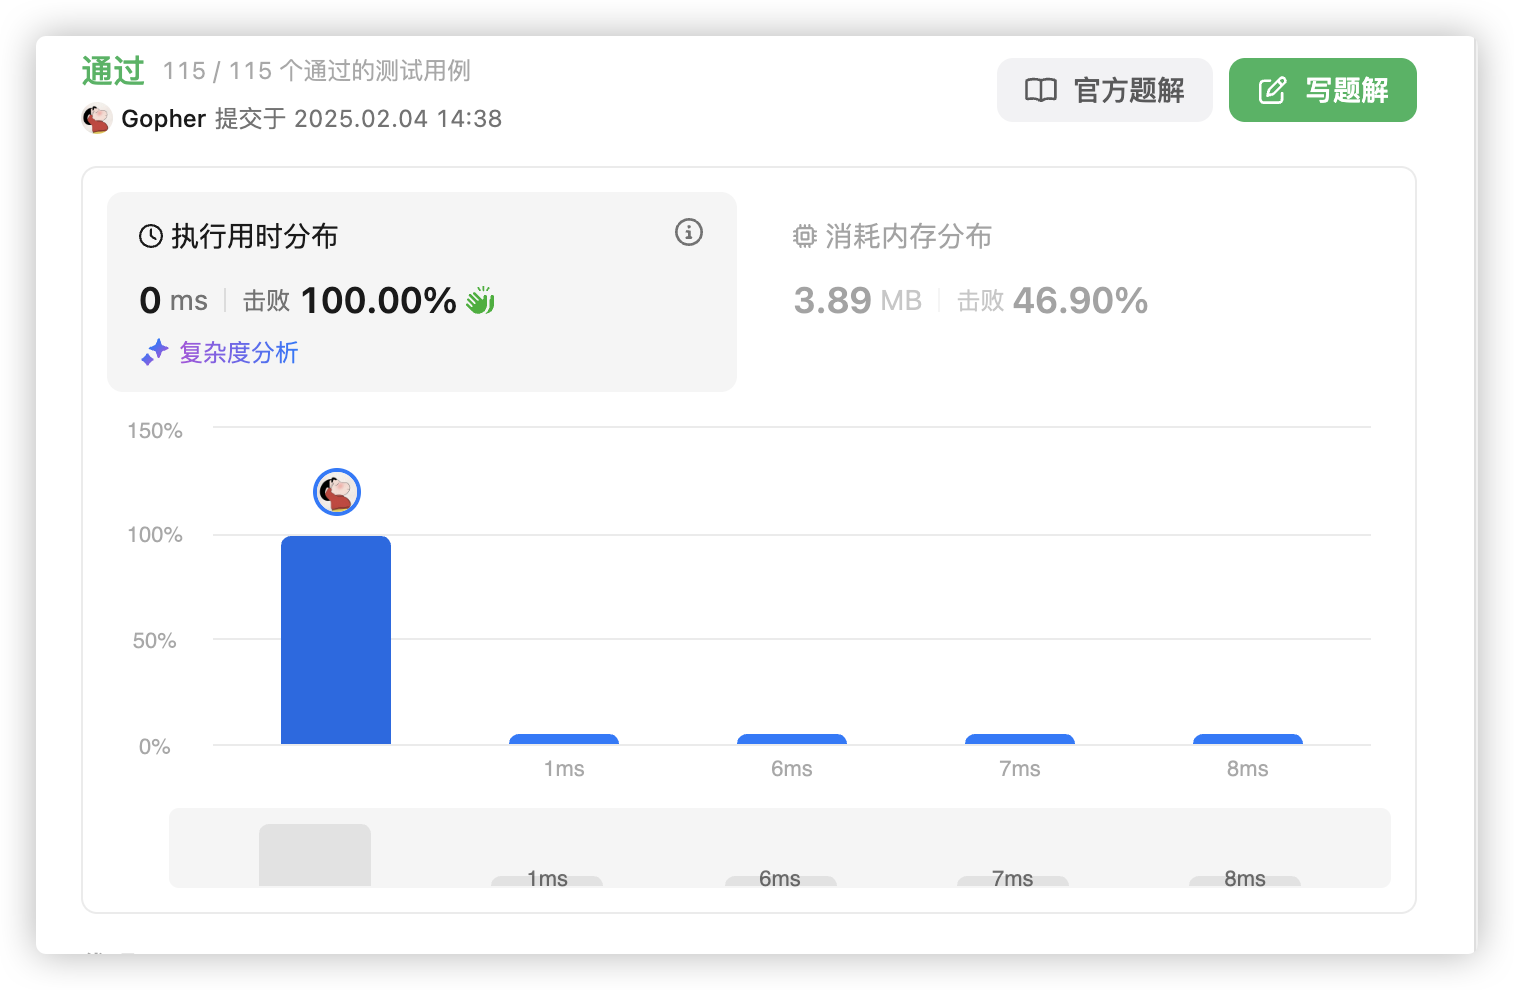 通过 115 / 115 个通过的测试用例
Gopher 提交于 2025.02.04 14:38
官方题解
写题解
执行用时分布
0 ms 击败 100.00%
复杂度分析
消耗内存分布
3.89 MB 击败 46.90%
150%
100%
50%
0%
1ms 6ms 7ms 8ms
1ms 6ms 7ms 8ms